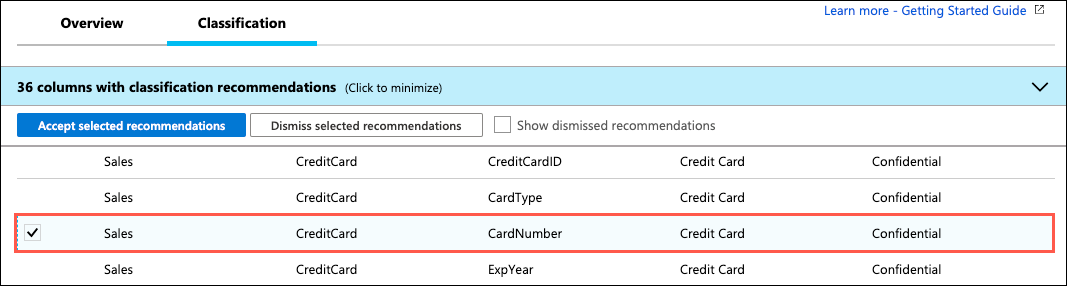 Learn more - Getting Started Guide
Overview Classification
36 columns with classification recommendations (Click to minimize)
Accept selected recommendations Dismiss selected recommendations Show dismissed recommendations
Sales CreditCard CreditCardID Credit Card Confidential
Sales CreditCard CardType Credit Card Confidential
Sales CreditCard CardNumber Credit Card Confidential
Sales CreditCard ExpYear Credit Card Confidential